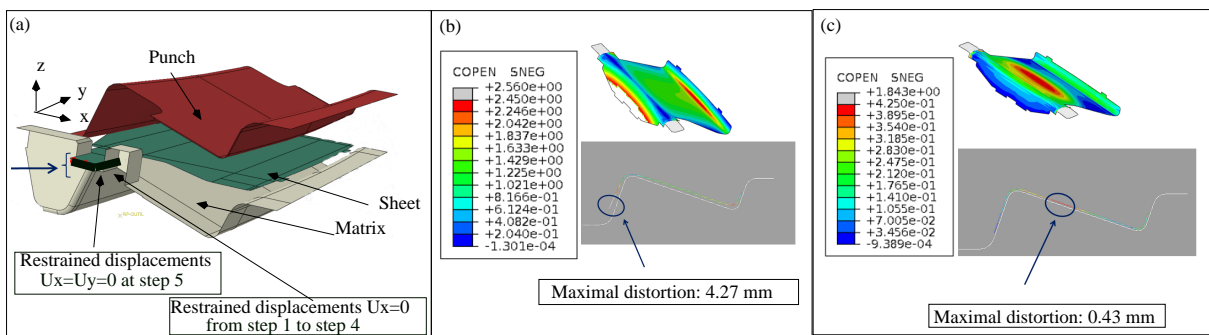 (a)
Punch
z
y
x
Sheet
Matrix
Restrained displacements
Ux=Uy=0 at step 5
Restrained displacements Ux=0
from step 1 to step 4
(b)
COPEN SNEG
+2.560e+00
+2.450e+00
+2.246e+00
+2.042e+00
+1.837e+00
+1.633e+00
+1.429e+00
+1.225e+00
+1.021e+00
+8.166e-01
+6.124e-01
+4.082e-01
+2.040e-01
-1.301e-04
Maximal distortion: 4.27 mm
(c)
COPEN SNEG
+1.843e+00
+4.250e-01
+3.895e-01
+3.540e-01
+3.185e-01
+2.830e-01
+2.475e-01
+2.120e-01
+1.765e-01
+1.410e-01
+1.055e-01
+7.005e-02
+3.456e-02
-9.389e-04
Maximal distortion: 0.43 mm